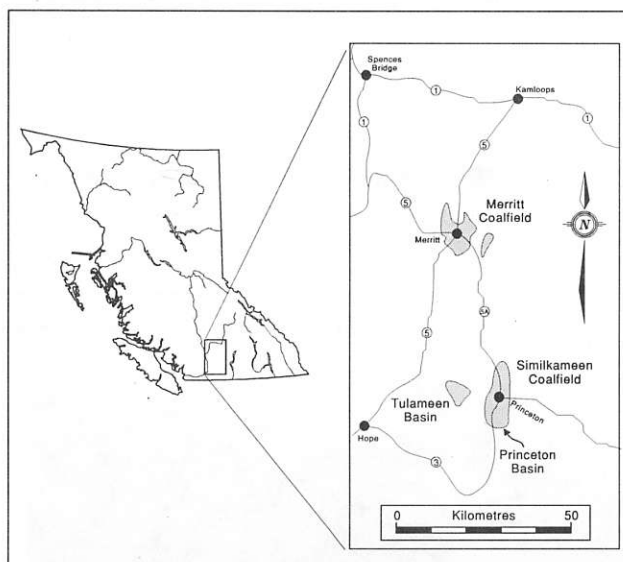 Spences
Bridge
1
Kamloops
1
1
5
Merritt
Coalfield
5
Merritt
N
5
5A
Similkameen
Coalfield
Tulameen
Basin
Princeton
Hope
Princeton
Basin
3
0 Kilometres 50